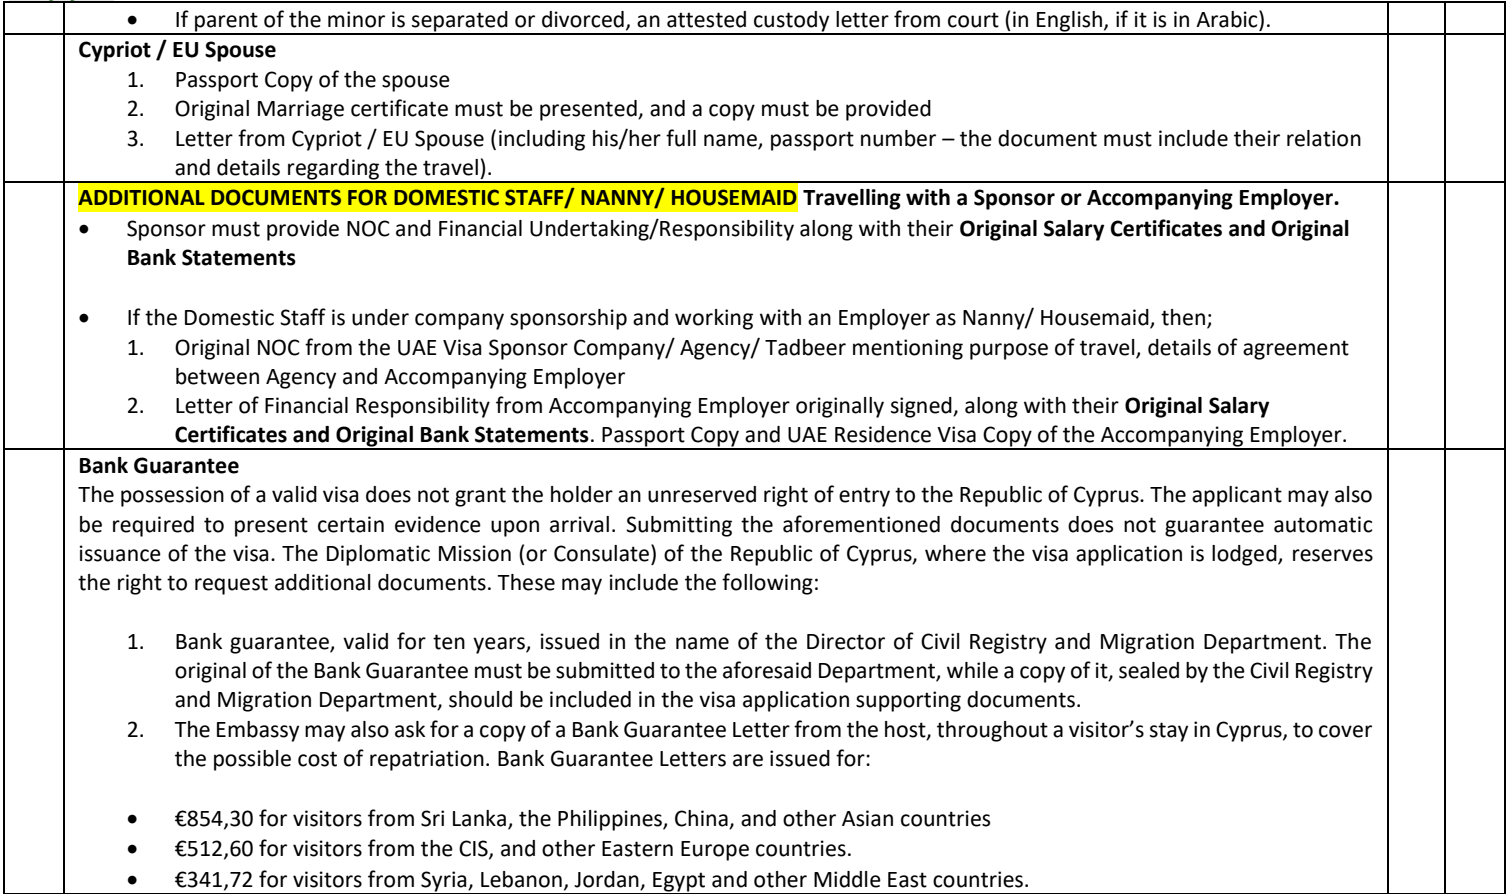 • If parent of the minor is separated or divorced, an attested custody letter from court (in English, if it is in Arabic).
Cypriot / EU Spouse
1. Passport Copy of the spouse
2. Original Marriage certificate must be presented, and a copy must be provided
3. Letter from Cypriot / EU Spouse (including his/her full name, passport number – the document must include their relation
and details regarding the travel).
ADDITIONAL DOCUMENTS FOR DOMESTIC STAFF/ NANNY/ HOUSEMAID Travelling with a Sponsor or Accompanying Employer.
• Sponsor must provide NOC and Financial Undertaking/Responsibility along with their Original Salary Certificates and Original
Bank Statements
• If the Domestic Staff is under company sponsorship and working with an Employer as Nanny/ Housemaid, then;
1. Original NOC from the UAE Visa Sponsor Company/ Agency/ Tadbeer mentioning purpose of travel, details of agreement
between Agency and Accompanying Employer
2. Letter of Financial Responsibility from Accompanying Employer originally signed, along with their Original Salary
Certificates and Original Bank Statements. Passport Copy and UAE Residence Visa Copy of the Accompanying Employer.
Bank Guarantee
The possession of a valid visa does not grant the holder an unreserved right of entry to the Republic of Cyprus. The applicant may also
be required to present certain evidence upon arrival. Submitting the aforementioned documents does not guarantee automatic
issuance of the visa. The Diplomatic Mission (or Consulate) of the Republic of Cyprus, where the visa application is lodged, reserves
the right to request additional documents. These may include the following:
1. Bank guarantee, valid for ten years, issued in the name of the Director of Civil Registry and Migration Department. The
original of the Bank Guarantee must be submitted to the aforesaid Department, while a copy of it, sealed by the Civil Registry
and Migration Department, should be included in the visa application supporting documents.
2. The Embassy may also ask for a copy of a Bank Guarantee Letter from the host, throughout a visitor’s stay in Cyprus, to cover
the possible cost of repatriation. Bank Guarantee Letters are issued for:
• €854,30 for visitors from Sri Lanka, the Philippines, China, and other Asian countries
• €512,60 for visitors from the CIS, and other Eastern Europe countries.
• €341,72 for visitors from Syria, Lebanon, Jordan, Egypt and other Middle East countries.